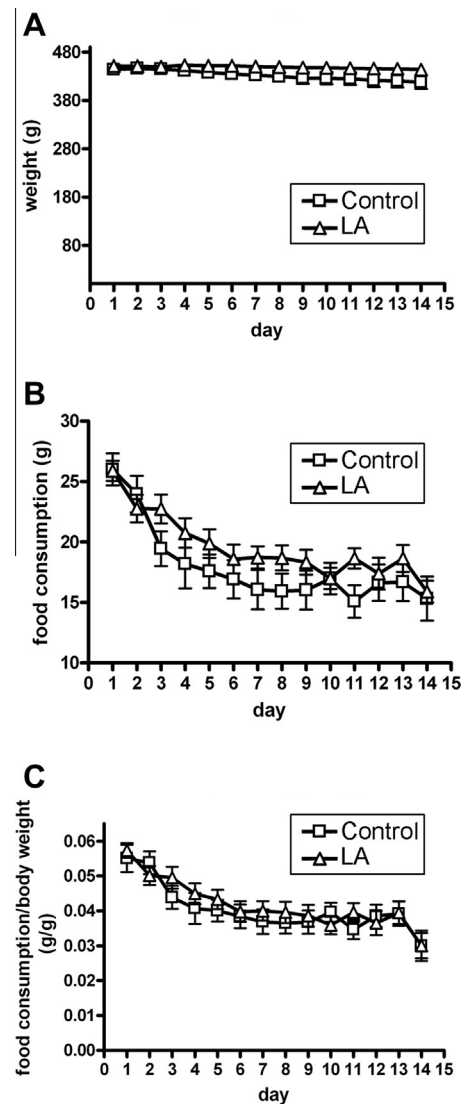 A
480
380
280
180
80
weight (g)
Control
LA
0 1 2 3 4 5 6 7 8 9 10 11 12 13 14 15
day
B
30
25
20
15
10
food consumption (g)
Control
LA
0 1 2 3 4 5 6 7 8 9 10 11 12 13 14 15
day
C
0.06
0.05
0.04
0.03
0.02
0.01
0.00
food consumption/body weight
(g/g)
Control
LA
0 1 2 3 4 5 6 7 8 9 10 11 12 13 14 15
day